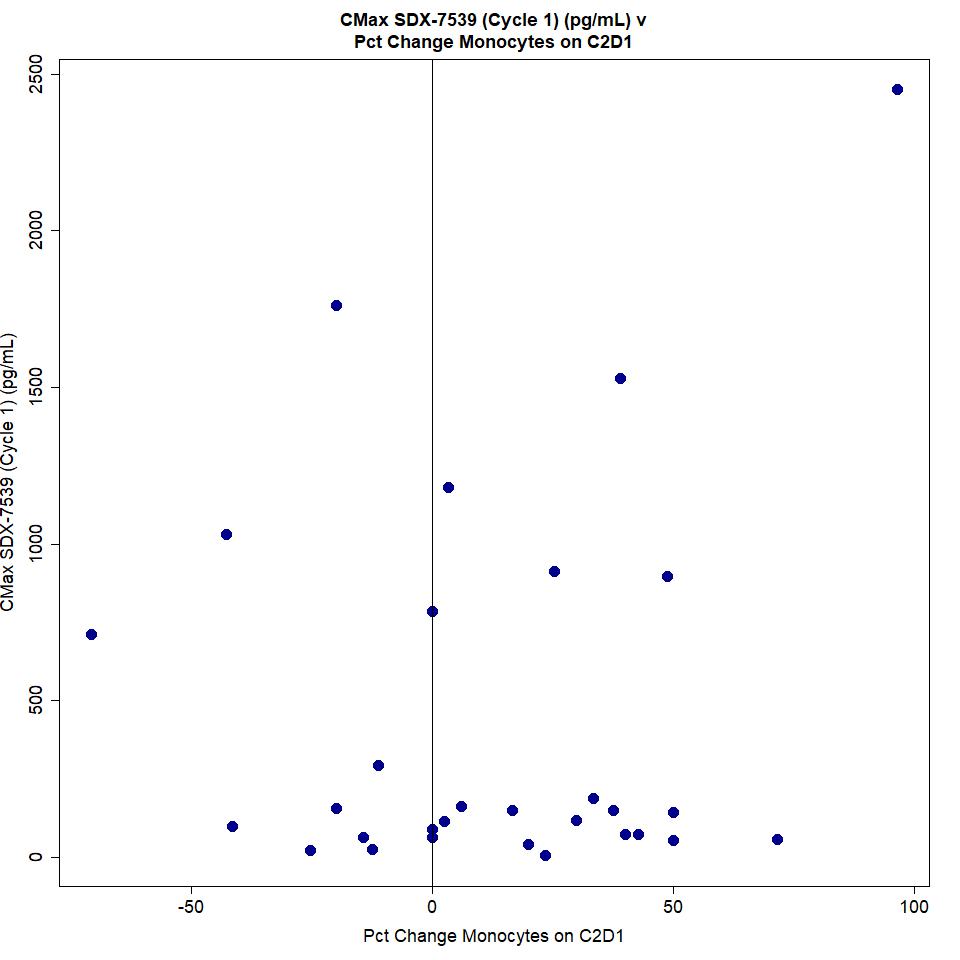 CMax SDX-7539 (Cycle 1) (pg/mL) v
Pct Change Monocytes on C2D1
2500
2000
1500
1000
500
0
CMax SDX-7539 (Cycle 1) (pg/mL)
-50
0
50
100
Pct Change Monocytes on C2D1